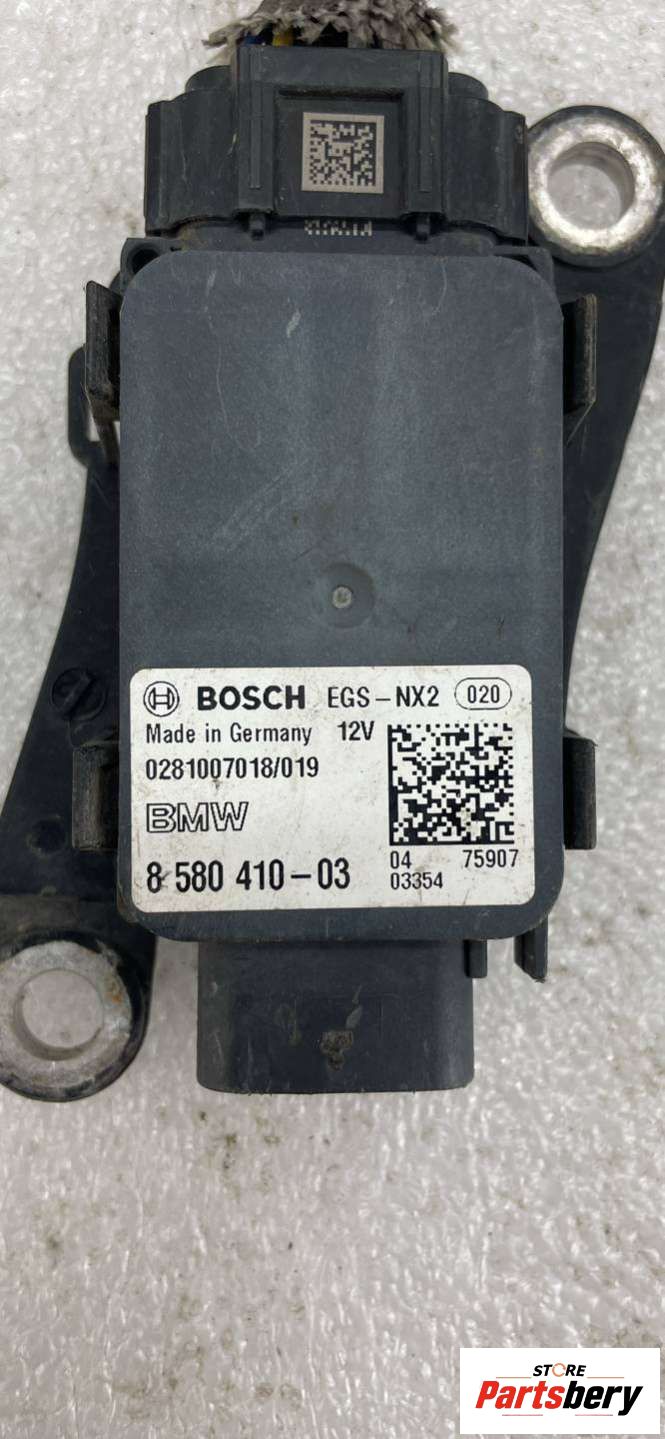 BOSCH EGS-NX2 020
Made in Germany 12V
0281007018/019
BMW
8 580 410-03
04 75907
03354
STORE
Partsbery